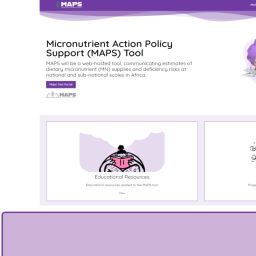 MAPS
Micronutrient Action Policy
Support (MAPS) Tool
MAPS will be a web-hosted tool, communicating estimates of
dietary micronutrient (MN) supplies and deficiency risks at
national and sub-national scales in Africa.
MAPS
Educational Resources
Educational resources related to the MAPS tool